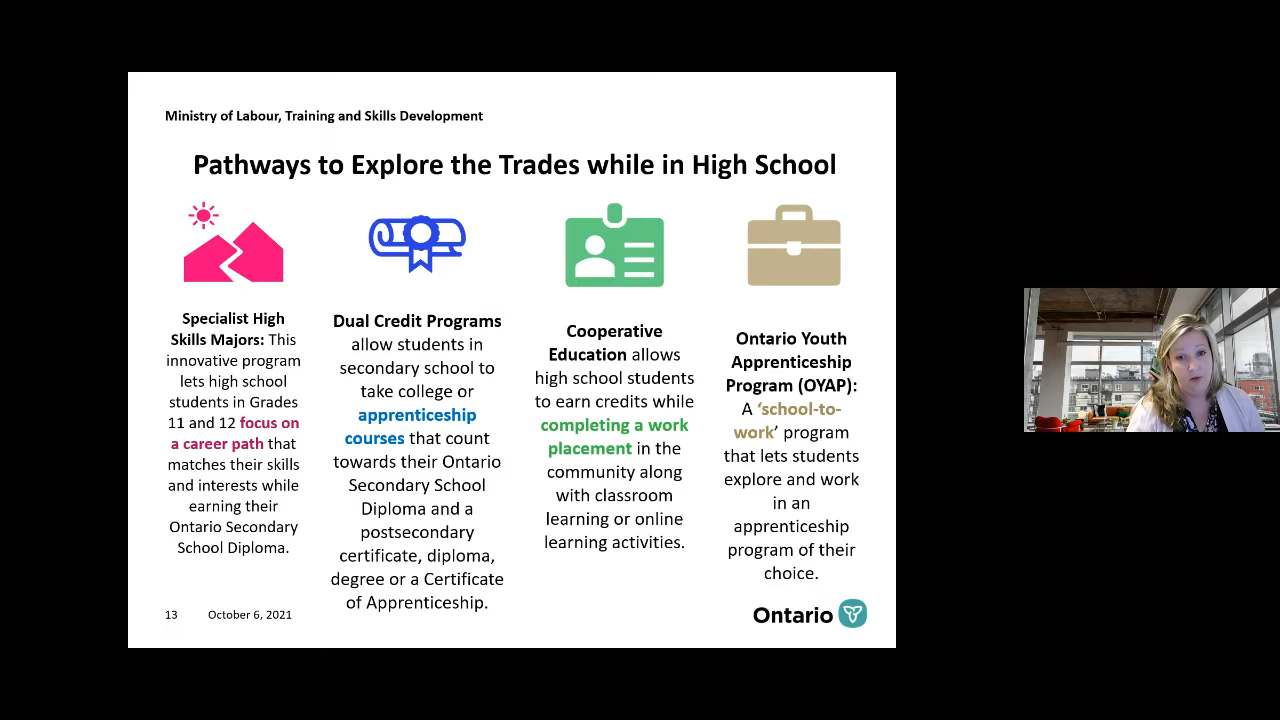 Ministry of Labour, Training and Skills Development
Pathways to Explore the Trades while in High School
Specialist High
Skills Majors: This
innovative program
lets high school
students in Grades
11 and 12 focus on
a career path that
matches their skills
and interests while
earning their
Ontario Secondary
School Diploma.
Dual Credit Programs
allow students in
secondary school to
take college or
apprenticeship
courses that count
towards their Ontario
Secondary School
Diploma and a
postsecondary
certificate, diploma,
degree or a Certificate
of Apprenticeship.
Cooperative
Education allows
high school students
to earn credits while
completing a work
placement in the
community along
with classroom
learning or online
learning activities.
Ontario Youth
Apprenticeship
Program (OYAP):
A ‘school-to-
work’ program
that lets students
explore and work
in an
apprenticeship
program of their
choice.
13 October 6, 2021
Ontario